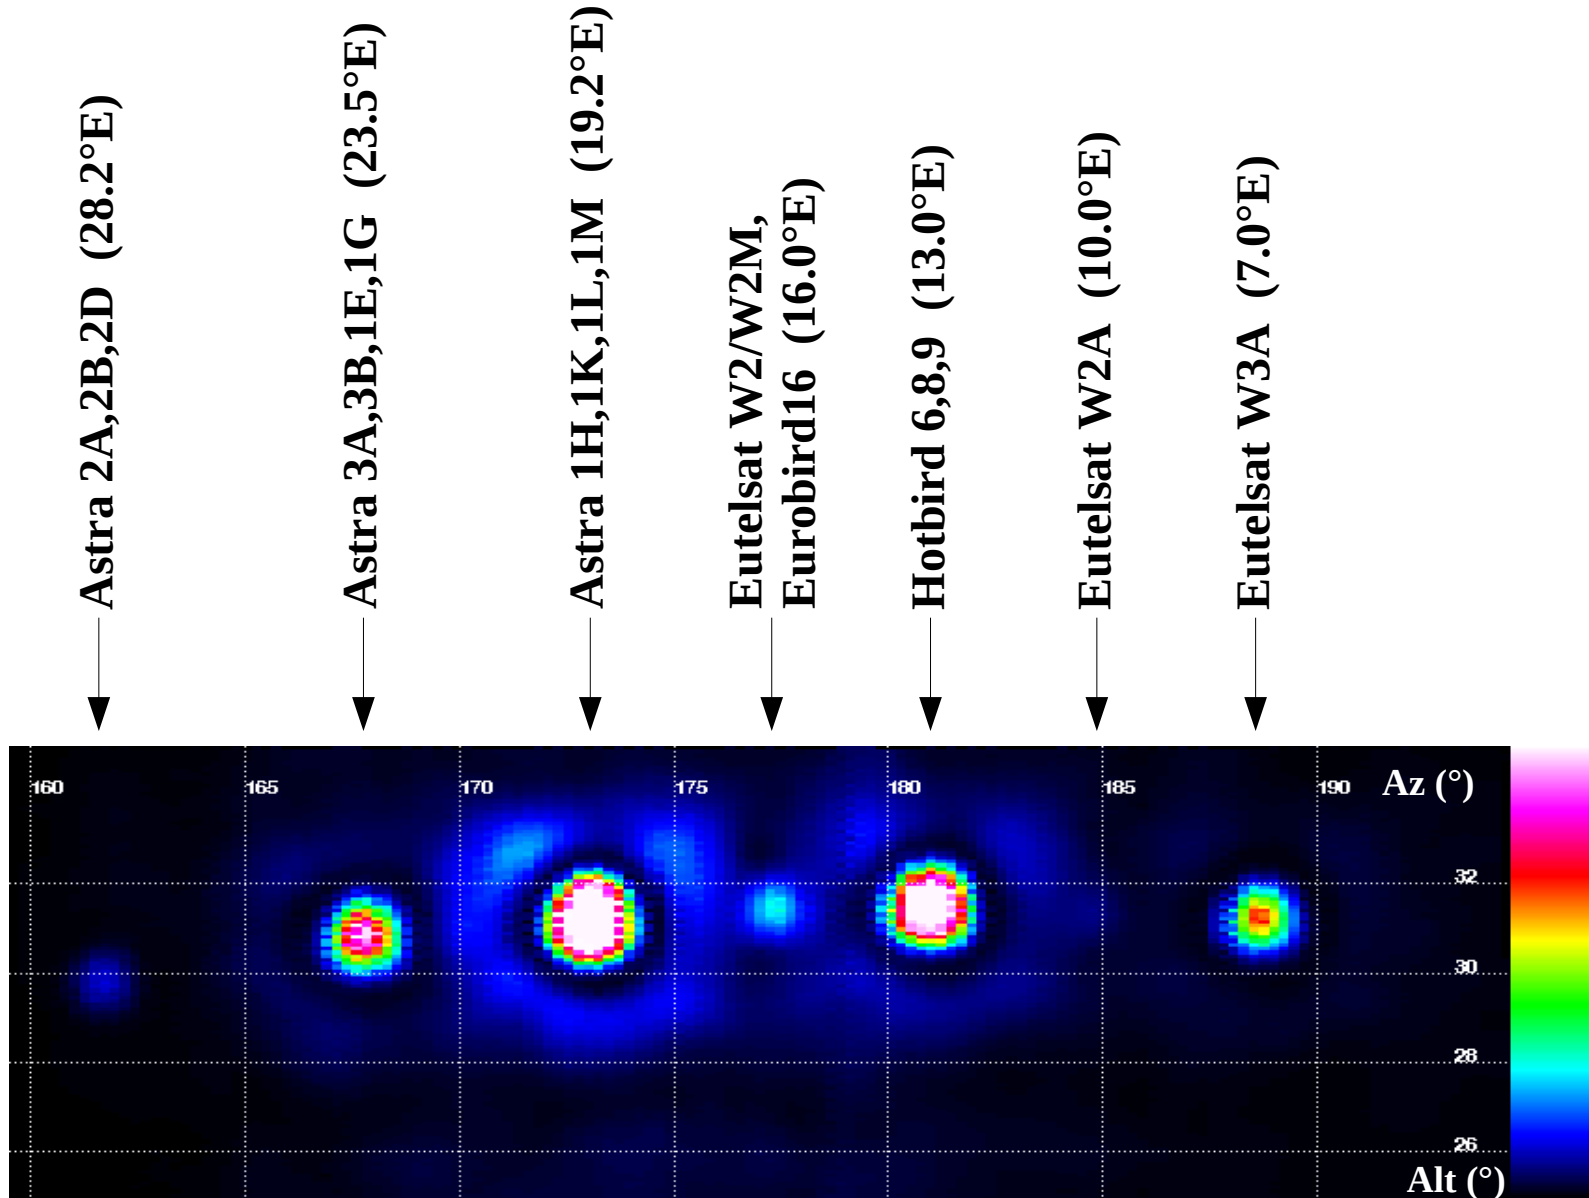 Astra 2A,2B,2D (28.2°E)
Astra 3A,3B,1E,1G (23.5°E)
Astra 1H,1K,1L,1M (19.2°E)
Eutelsat W2/W2M,
Eurobird16 (16.0°E)
Hotbird 6,8,9 (13.0°E)
Eutelsat W2A (10.0°E)
Eutelsat W3A (7.0°E)
160 165 170 175 180 185 190 Az (°)
32
30
28
26
Alt (°)